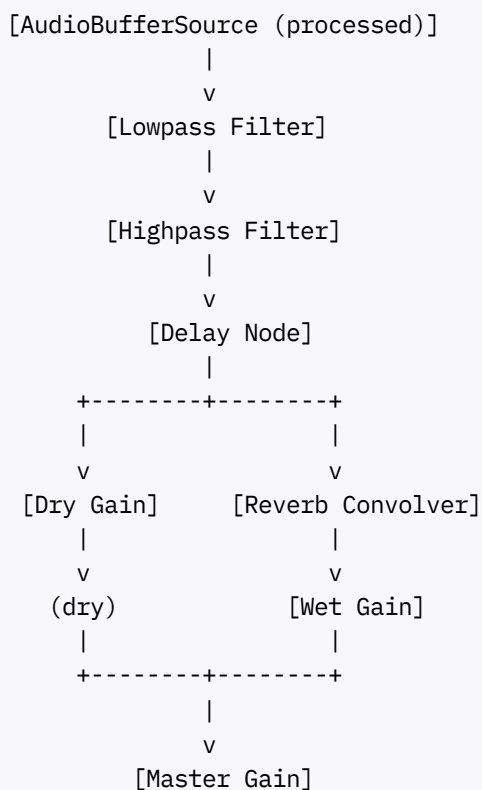 [AudioBufferSource (processed)]
|
v
[Lowpass Filter]
|
v
[Highpass Filter]
|
v
[Delay Node]
|
+--------+--------+
|                 |
v                 v
[Dry Gain]     [Reverb Convolver]
|                 |
v                 v
(dry)          [Wet Gain]
|                 |
+--------+--------+
|
v
[Master Gain]